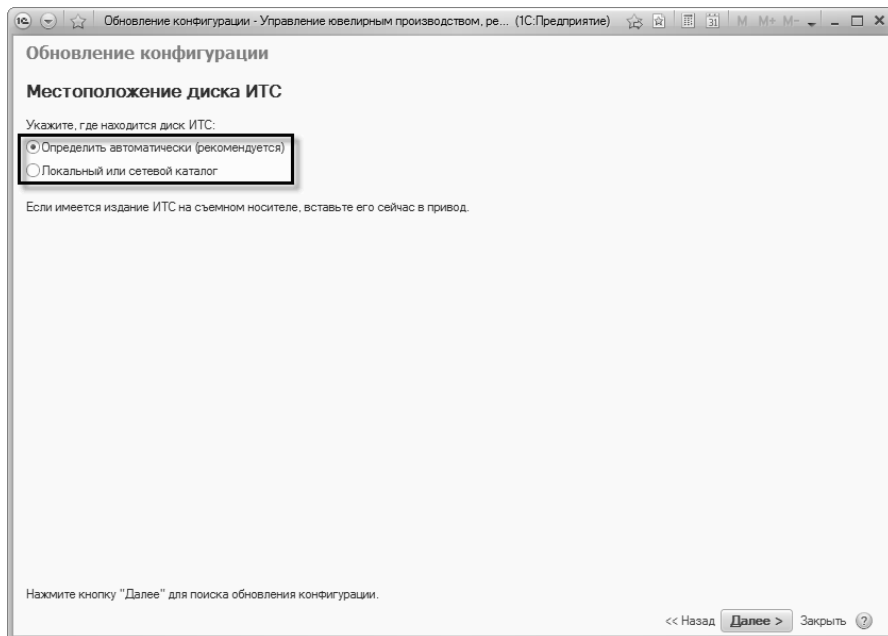 1С Обновление конфигурации - Управление ювелирным производством, ре... (1С:Предприятие) 31 M M+ M-
Обновление конфигурации
Местоположение диска ИТС
Укажите, где находится диск ИТС:
Определить автоматически (рекомендуется)
Локальный или сетевой каталог
Если имеется издание ИТС на съемном носителе, вставьте его сейчас в привод.
Нажмите кнопку "Далее" для поиска обновления конфигурации.
<< Назад Далее > Закрыть ?